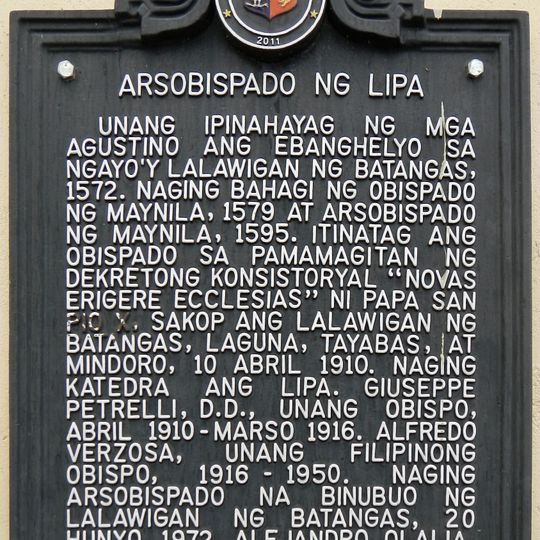 2011
ARSOBISPADO NG LIPA
UNANG IPINAHAYAG NG MGA
AGUSTINO ANG EBANGHELYO SA
NGAYO'Y LALAWIGAN NG BATANGAS,
1572. NAGING BAHAGI NG OBISPADO
NG MAYNILA, 1579 AT ARSOBISPADO
NG MAYNILA, 1595. ITINATAG ANG
OBISPADO SA PAMAMAGITAN NG
DEKRETONG KONSISTORYAL "NOVAS
ERIGERE ECCLESIAS" NI PAPA SAN
PIO X. SAKOP ANG LALAWIGAN NG
BATANGAS, LAGUNA, TAYABAS, AT
MINDORO, 10 ABRIL 1910. NAGING
KATEDRA ANG LIPA. GIUSEPPE
PETRELLI, D.D., UNANG OBISPO,
ABRIL 1910 - MARSO 1916. ALFREDO
VERZOSA, UNANG FILIPINONG
OBISPO, 1916 - 1950. NAGING
ARSOBISPADO NA BINUBUO NG
LALAWIGAN NG BATANGAS, 20
HUNYO 1972. ALEJANDRO OLALIA,